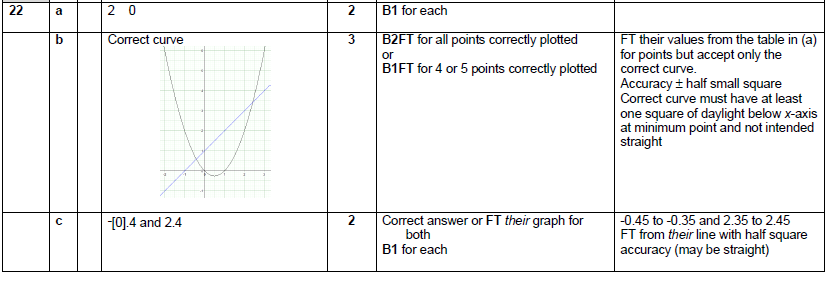 22 a 2 0 2 B1 for each
b Correct curve 3 B2FT for all points correctly plotted
or
B1FT for 4 or 5 points correctly plotted
FT their values from the table in (a)
for points but accept only the
correct curve.
Accuracy ± half small square
Correct curve must have at least
one square of daylight below x-axis
at minimum point and not intended
straight
c -[0].4 and 2.4 2 Correct answer or FT their graph for
both
B1 for each
-0.45 to -0.35 and 2.35 to 2.45
FT from their line with half square
accuracy (may be straight)